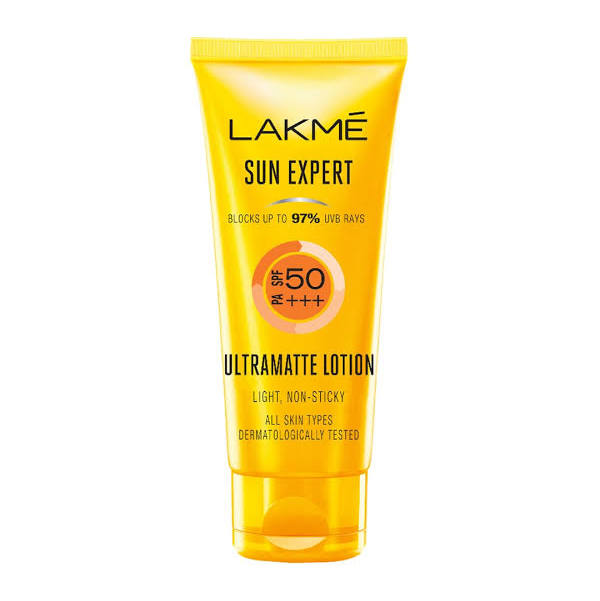 LAKMÉ
SUN EXPERT
BLOCKS UP TO 97% UVB RAYS
SPF 50
PA +++
ULTRAMATTE LOTION
LIGHT, NON-STICKY
ALL SKIN TYPES
DERMATOLOGICALLY TESTED